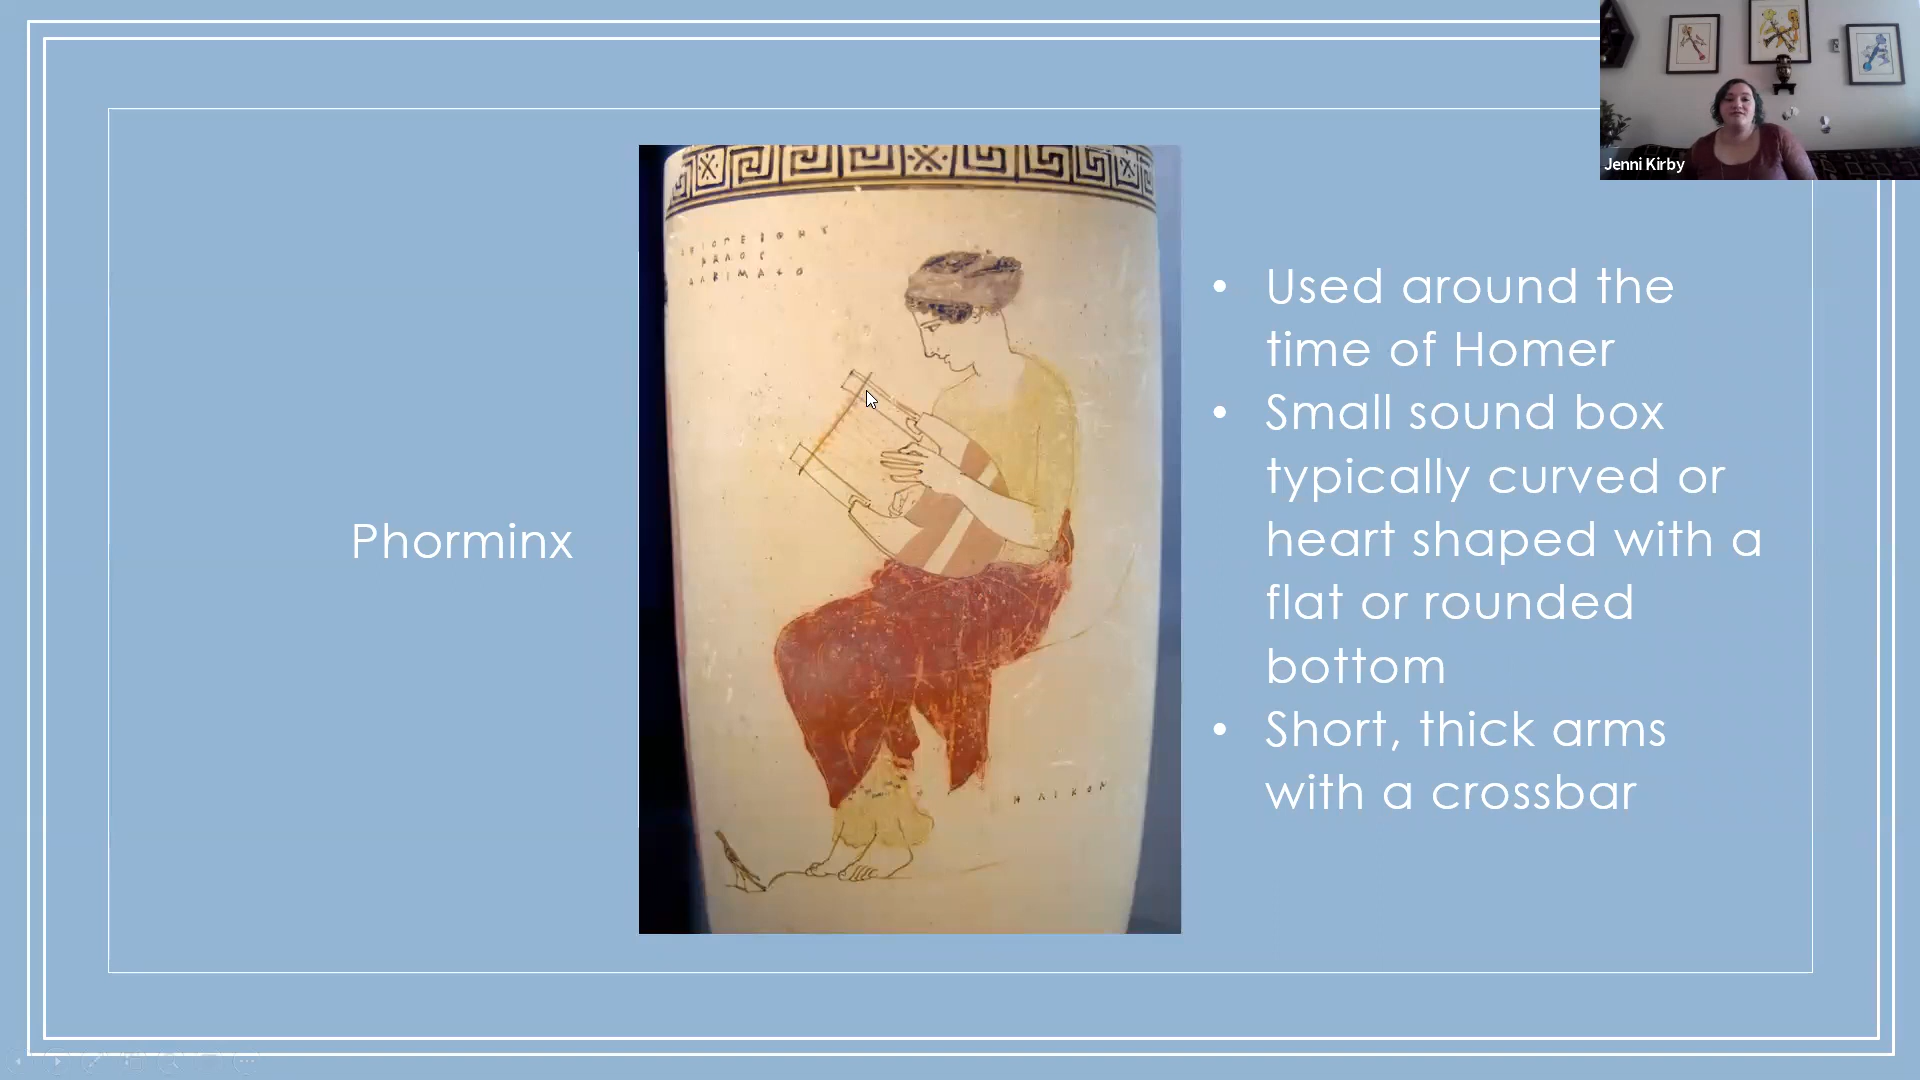 Jenni Kirby
Phorminx
• Used around the
time of Homer
• Small sound box
typically curved or
heart shaped with a
flat or rounded
bottom
• Short, thick arms
with a crossbar